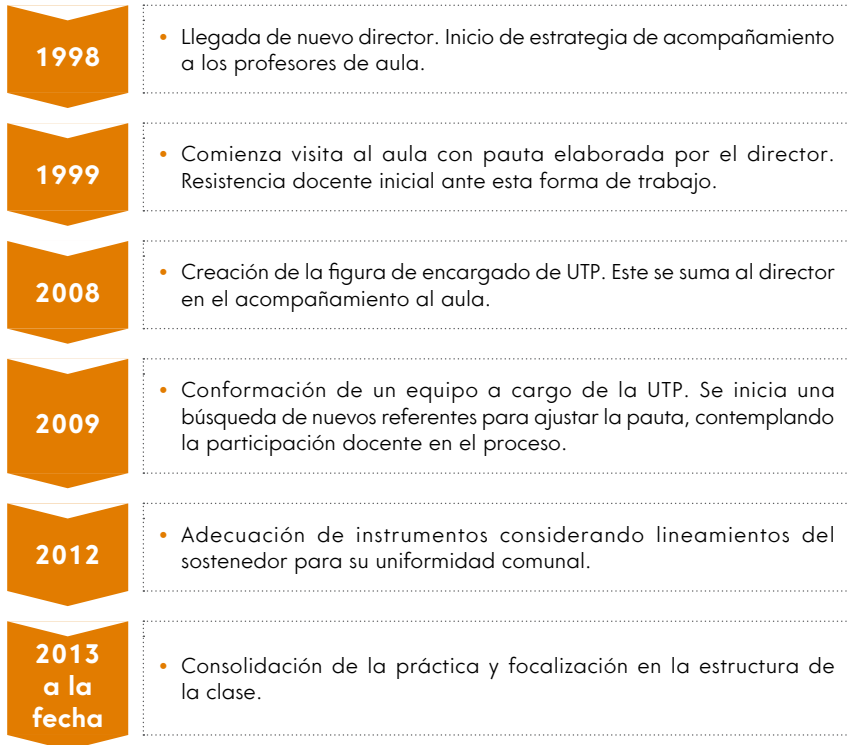 1998
• Llegada de nuevo director. Inicio de estrategia de acompañamiento
a los profesores de aula.
1999
• Comienza visita al aula con pauta elaborada por el director.
Resistencia docente inicial ante esta forma de trabajo.
2008
• Creación de la figura de encargado de UTP. Este se suma al director
en el acompañamiento al aula.
2009
• Conformación de un equipo a cargo de la UTP. Se inicia una
búsqueda de nuevos referentes para ajustar la pauta, contemplando
la participación docente en el proceso.
2012
• Adecuación de instrumentos considerando lineamientos del
sostenedor para su uniformidad comunal.
2013
a la
fecha
• Consolidación de la práctica y focalización en la estructura de
la clase.